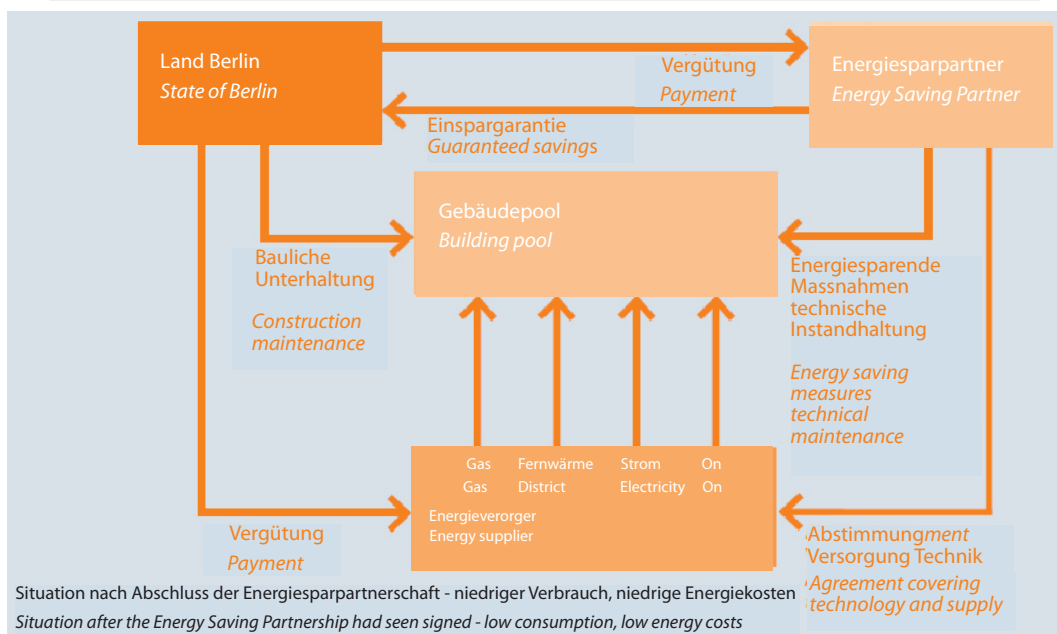 Land Berlin
State of Berlin
Vergütung
Payment
Energiesparpartner
Energy Saving Partner
Einspargarantie
Guaranteed savings
Gebäudepool
Building pool
Bauliche
Unterhaltung
Construction
maintenance
Energiesparende
Massnahmen
technische
Instandhaltung
Energy saving
measures
technical
maintenance
Gas Fernwärme Strom On
Gas District Electricity On
Energieverorger
Energy supplier
Vergütung
Payment
Abstimmungment
Versorgung Technik
Agreement covering
technology and supply
Situation nach Abschluss der Energiesparpartnerschaft - niedriger Verbrauch, niedrige Energiekosten
Situation after the Energy Saving Partnership had seen signed - low consumption, low energy costs